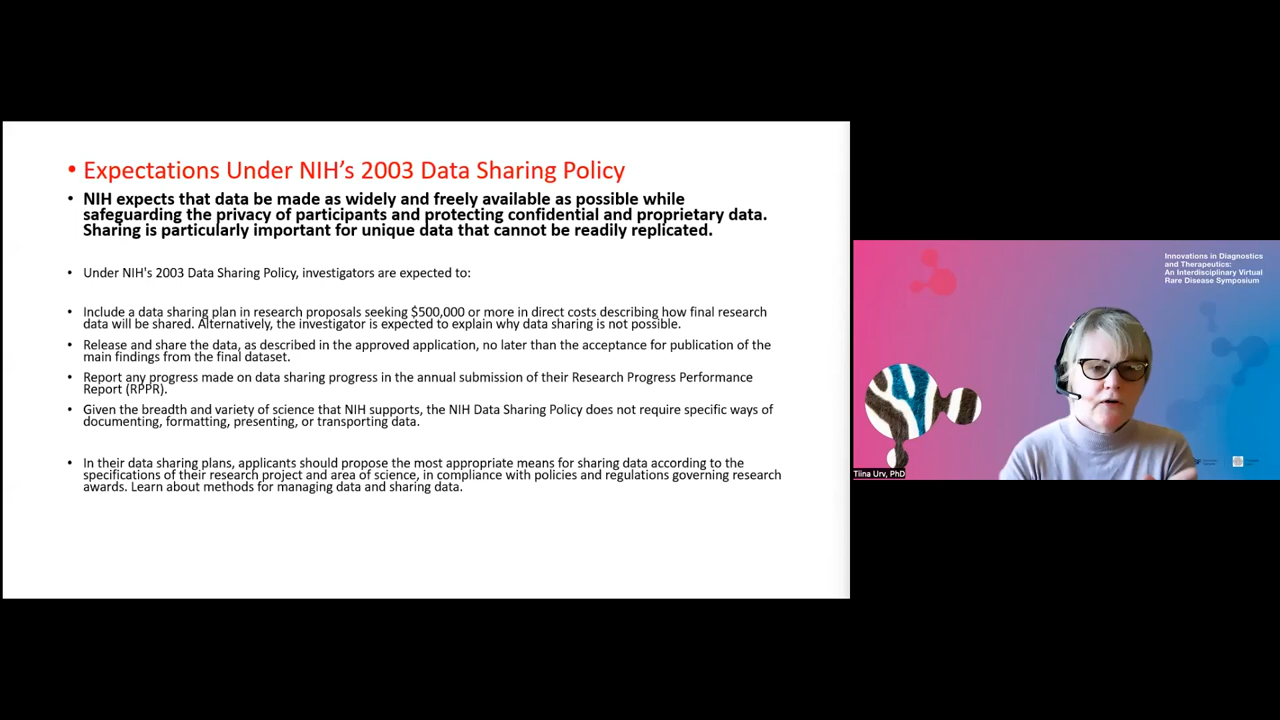 • Expectations Under NIH's 2003 Data Sharing Policy
• NIH expects that data be made as widely and freely available as possible while
safeguarding the privacy of participants and protecting confidential and proprietary data.
Sharing is particularly important for unique data that cannot be readily replicated.
• Under NIH's 2003 Data Sharing Policy, investigators are expected to:
• Include a data sharing plan in research proposals seeking $500,000 or more in direct costs describing how final research
data will be shared. Alternatively, the investigator is expected to explain why data sharing is not possible.
• Release and share the data, as described in the approved application, no later than the acceptance for publication of the
main findings from the final dataset.
• Report any progress made on data sharing progress in the annual submission of their Research Progress Performance
Report (RPPR).
• Given the breadth and variety of science that NIH supports, the NIH Data Sharing Policy does not require specific ways of
documenting, formatting, presenting, or transporting data.
• In their data sharing plans, applicants should propose the most appropriate means for sharing data according to the
specifications of their research project and area of science, in compliance with policies and regulations governing research
awards. Learn about methods for managing data and sharing data.
Innovations in Diagnostics
and Therapeutics:
An Interdisciplinary Virtual
Rare Disease Symposium
Tiina Urv, PhD